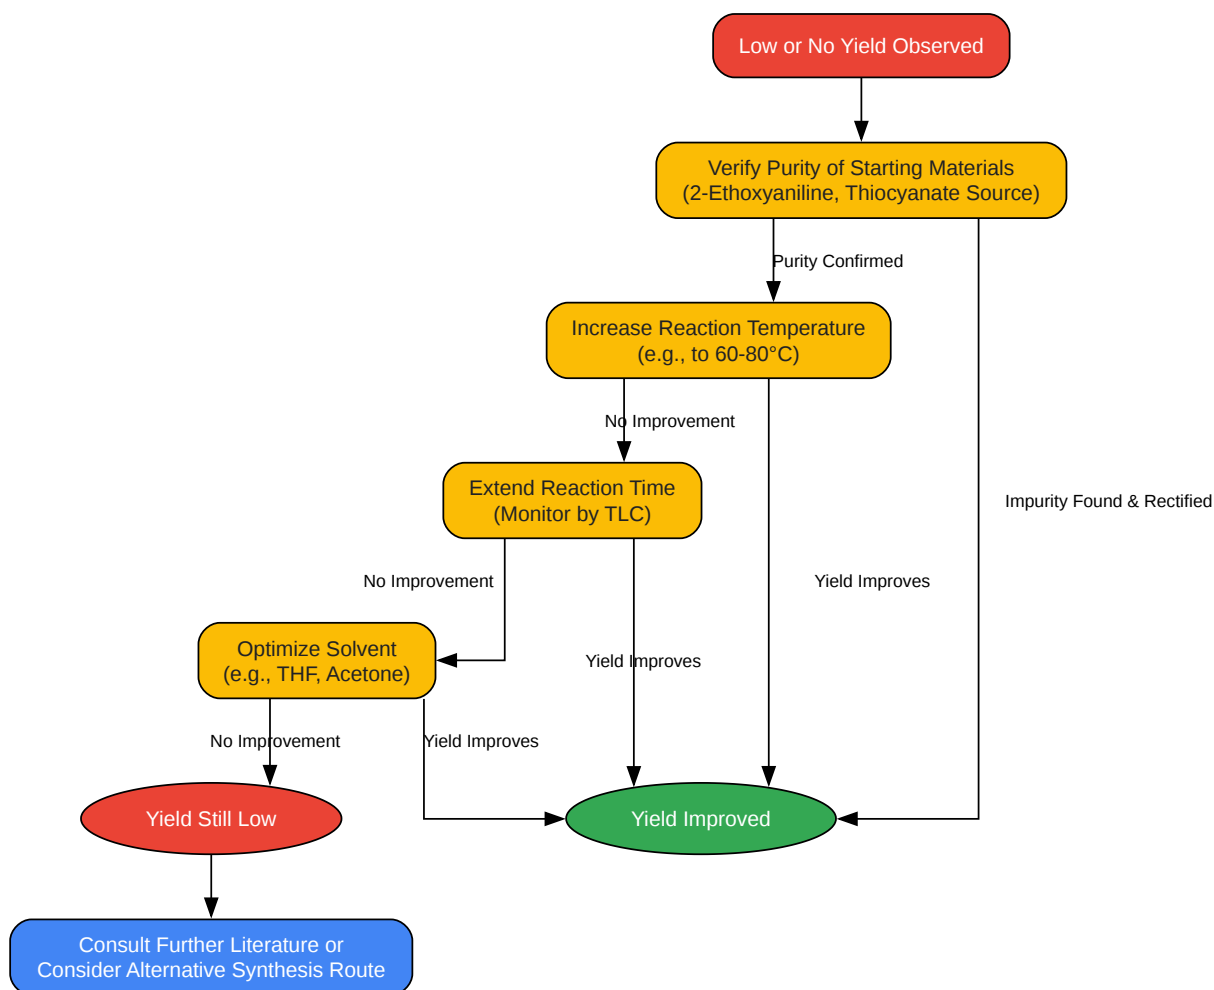 Low or No Yield Observed
Verify Purity of Starting Materials
(2-Ethoxyaniline, Thiocyanate Source)
Purity Confirmed
Increase Reaction Temperature
(e.g., to 60-80°C)
No Improvement
Extend Reaction Time
(Monitor by TLC)
Impurity Found & Rectified
No Improvement
Yield Improves
Optimize Solvent
(e.g., THF, Acetone)
Yield Improves
No Improvement
Yield Improves
Yield Still Low
Yield Improved
Consult Further Literature or
Consider Alternative Synthesis Route